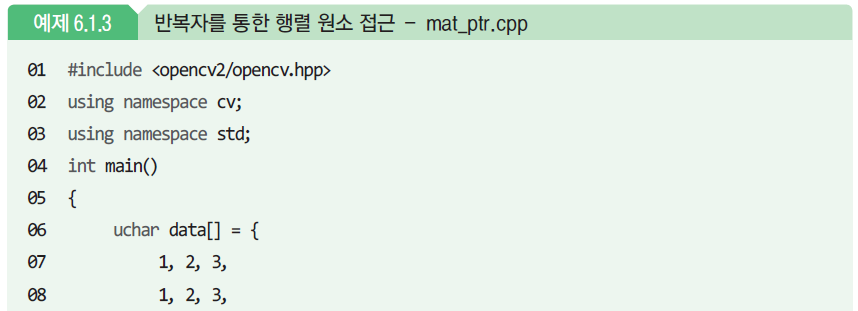 예제 6.1.3 반복자를 통한 행렬 원소 접근 - mat_ptr.cpp
01 #include <opencv2/opencv.hpp>
02 using namespace cv;
03 using namespace std;
04 int main()
05 {
06 uchar data[] = {
07 1, 2, 3,
08 1, 2, 3,